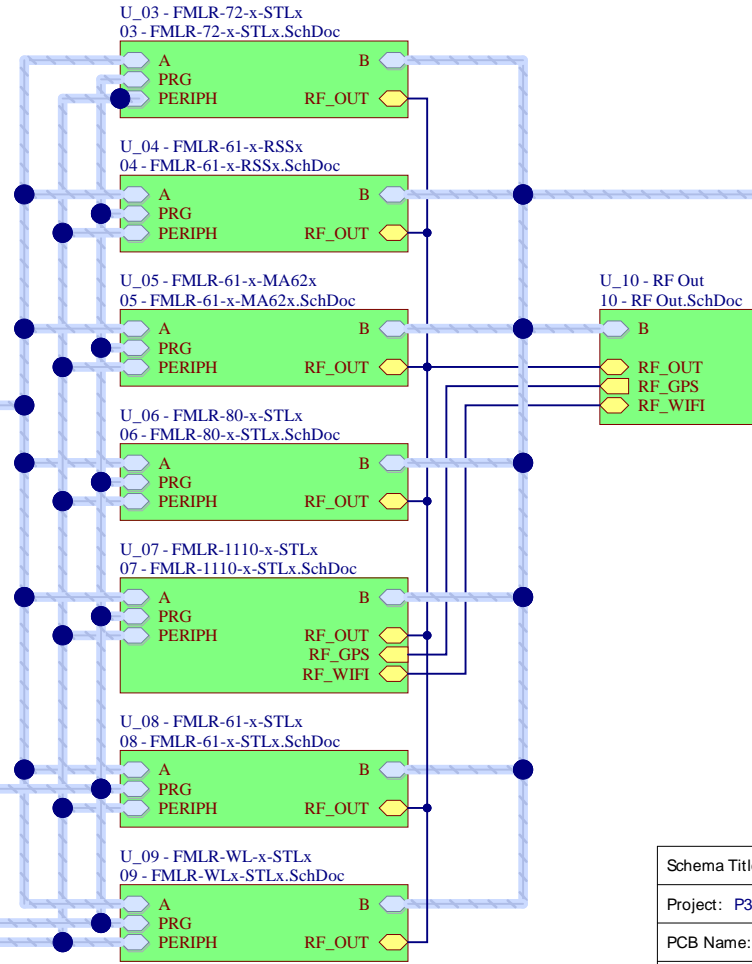 U_03 - FMLR-72-x-STLx
03 - FMLR-72-x-STLx.SchDoc
A B
PRG
PERIPH RF_OUT
U_04 - FMLR-61-x-RSSx
04 - FMLR-61-x-RSSx.SchDoc
A B
PRG
PERIPH RF_OUT
U_05 - FMLR-61-x-MA62x
05 - FMLR-61-x-MA62x.SchDoc
A B
PRG
PERIPH RF_OUT
U_10 - RF Out
10 - RF Out.SchDoc
B
RF_OUT
RF_GPS
RF_WIFI
U_06 - FMLR-80-x-STLx
06 - FMLR-80-x-STLx.SchDoc
A B
PRG
PERIPH RF_OUT
U_07 - FMLR-1110-x-STLx
07 - FMLR-1110-x-STLx.SchDoc
A B
PRG
PERIPH RF_OUT
RF_GPS
RF_WIFI
U_08 - FMLR-61-x-STLx
08 - FMLR-61-x-STLx.SchDoc
A B
PRG
PERIPH RF_OUT
U_09 - FMLR-WL-x-STLx
09 - FMLR-WLx-STLx.SchDoc
A B
PRG
PERIPH RF_OUT
Schema Titl
Project: P3
PCB Name: